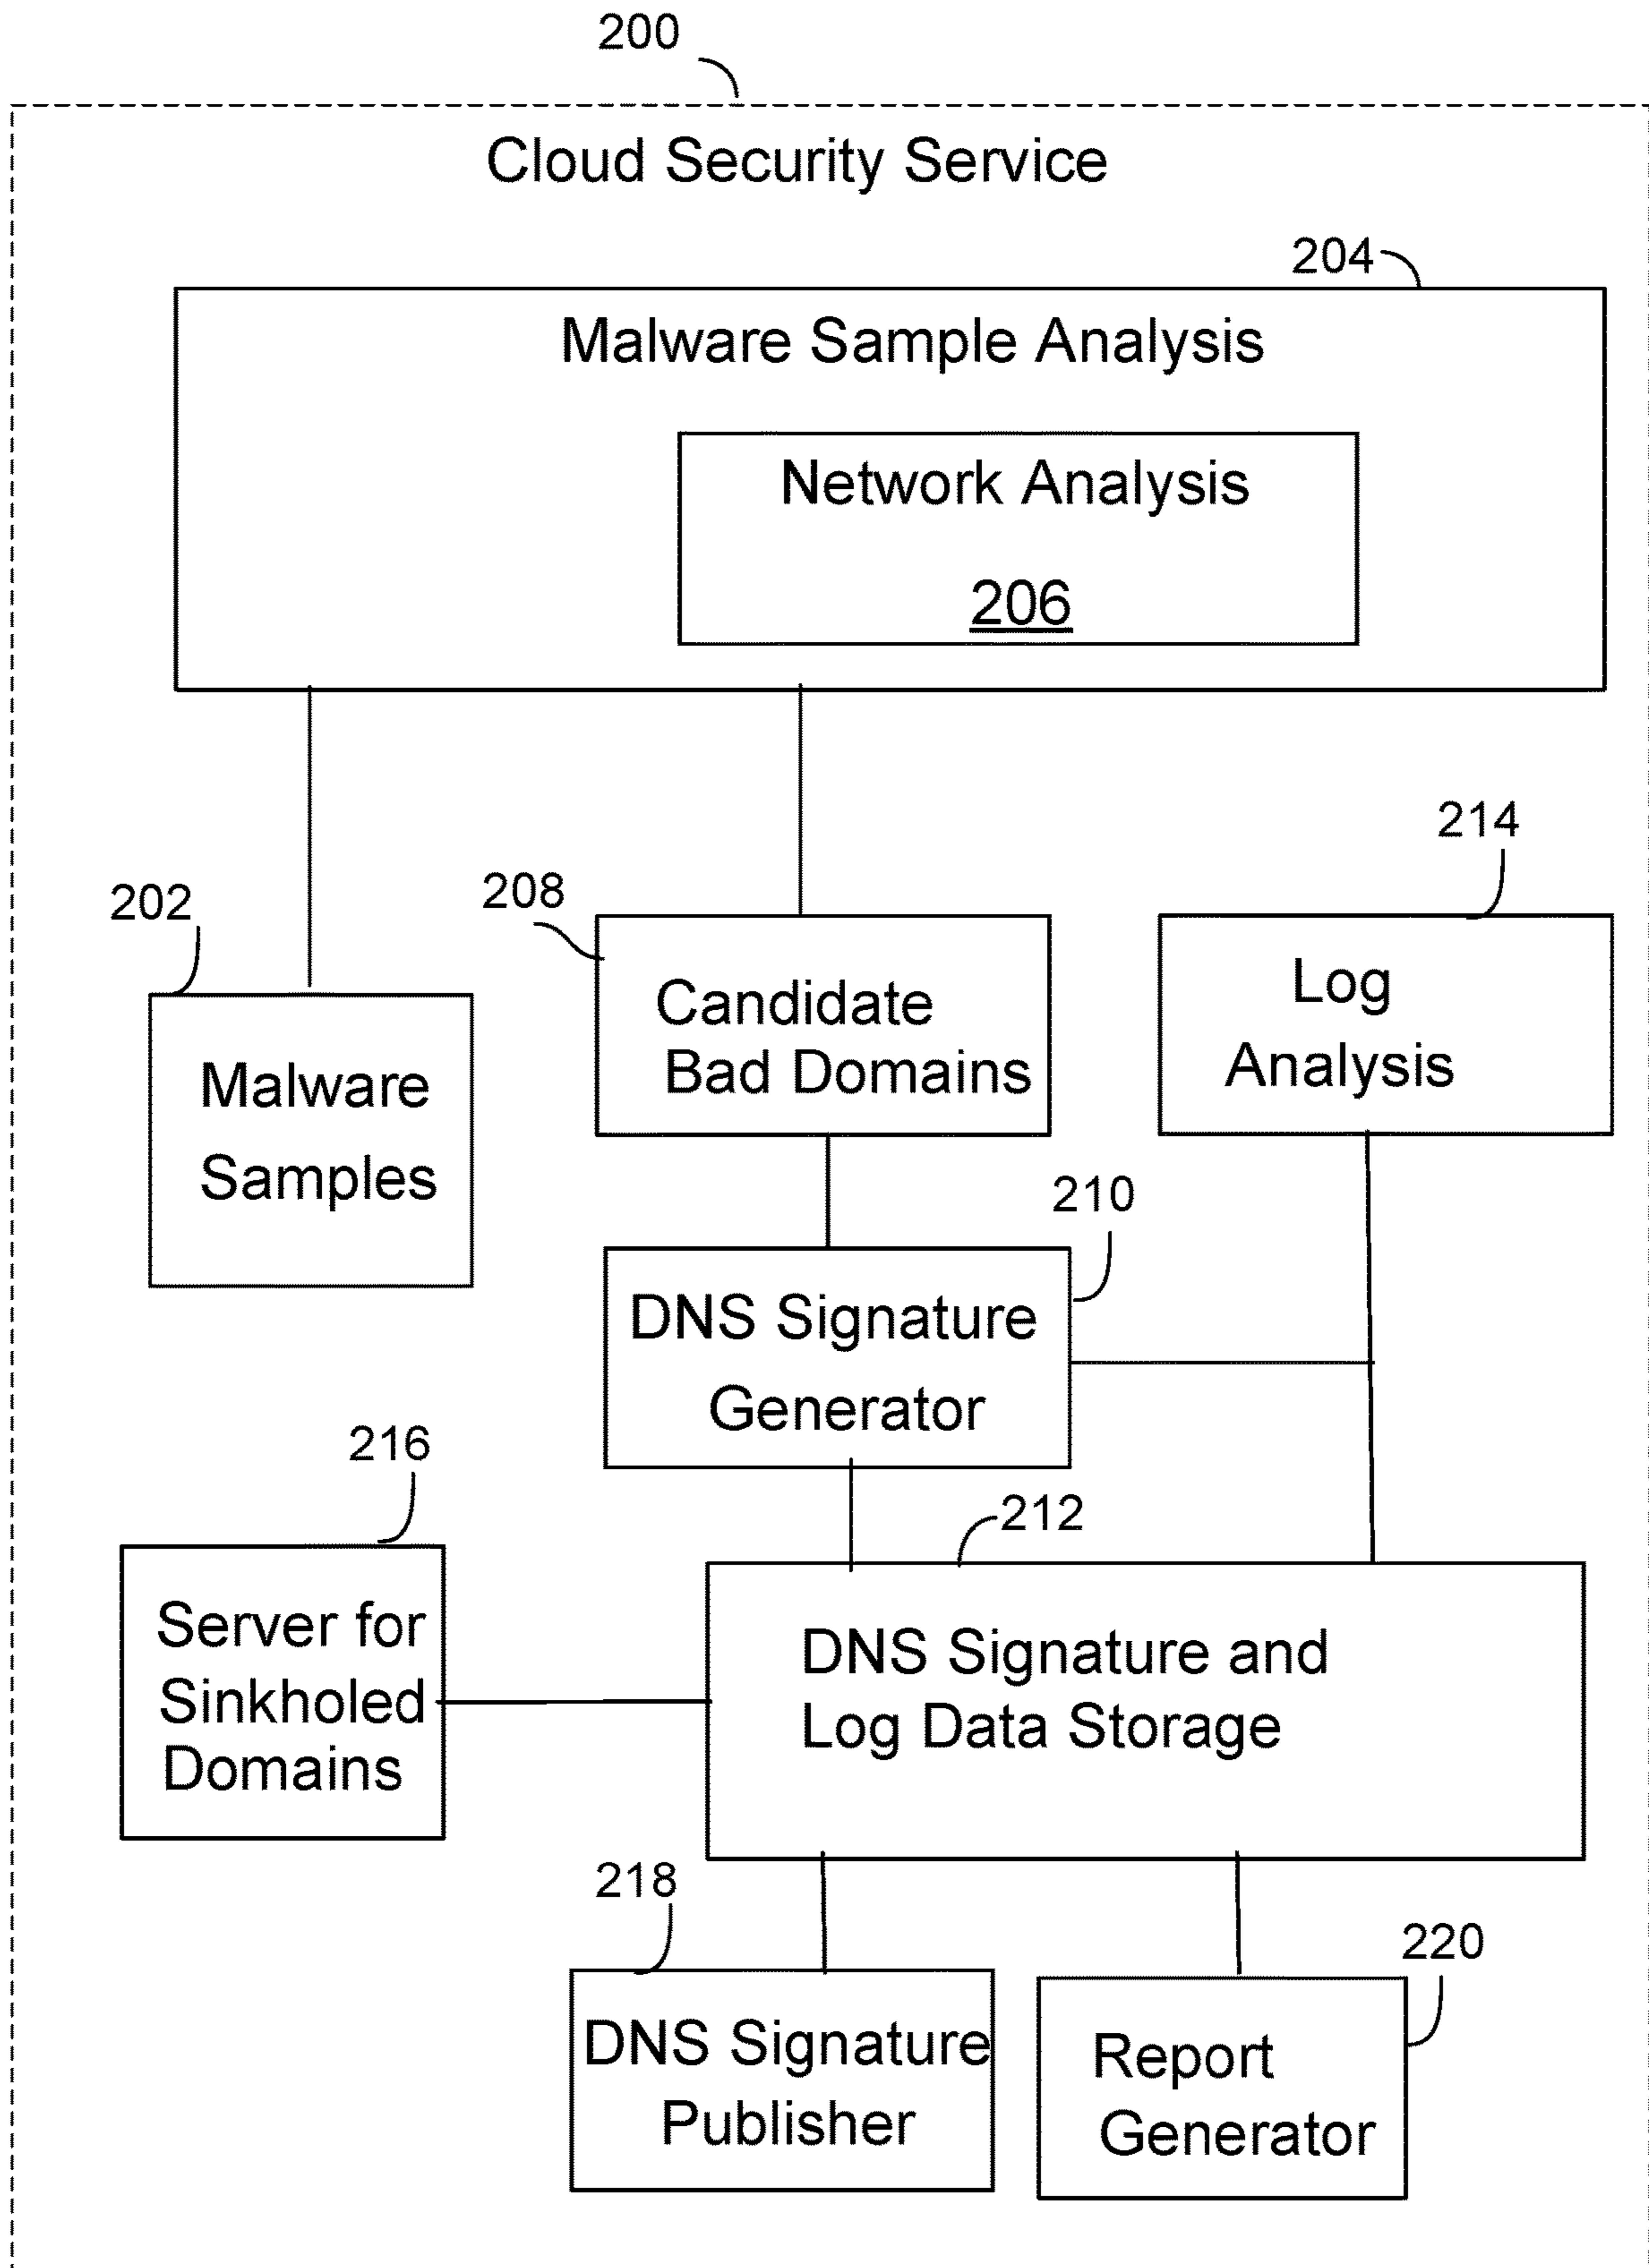 200
Cloud Security Service
204
Malware Sample Analysis
Network Analysis
206
214
208
202
Candidate
Bad Domains
Log
Analysis
Malware
Samples
210
DNS Signature
Generator
216
212
Server for
Sinkholed
Domains
DNS Signature and
Log Data Storage
218
220
DNS Signature
Publisher
Report
Generator